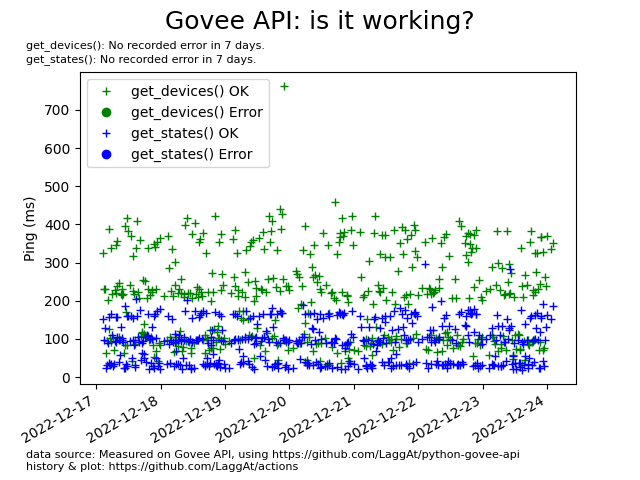 Govee API: is it working?
get_devices(): No recorded error in 7 days.
get_states(): No recorded error in 7 days.
get_devices() OK
get_devices() Error
get_states() OK
get_states() Error
Ping (ms)
700
600
500
400
300
200
100
0
2022-12-17
2022-12-18
2022-12-19
2022-12-20
2022-12-21
2022-12-22
2022-12-23
2022-12-24
data source: Measured on Govee API, using https://github.com/LaggAt/python-govee-api
history & plot: https://github.com/LaggAt/actions